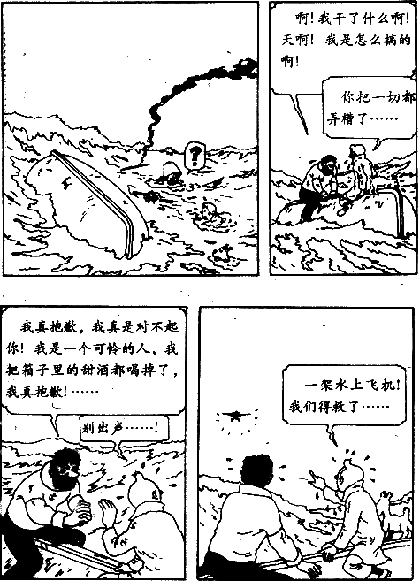 ?
啊!我干了什么啊!
天啊! 我是怎么搞的
啊!
你把一切都
弄糟了……
我真抱歉,我真是对不起
你! 我是一个可怜的人、我
把箱子里的甜酒都喝掉了,
我真抱歉!……
别出声……!
一架水上飞机!
我们得救了……